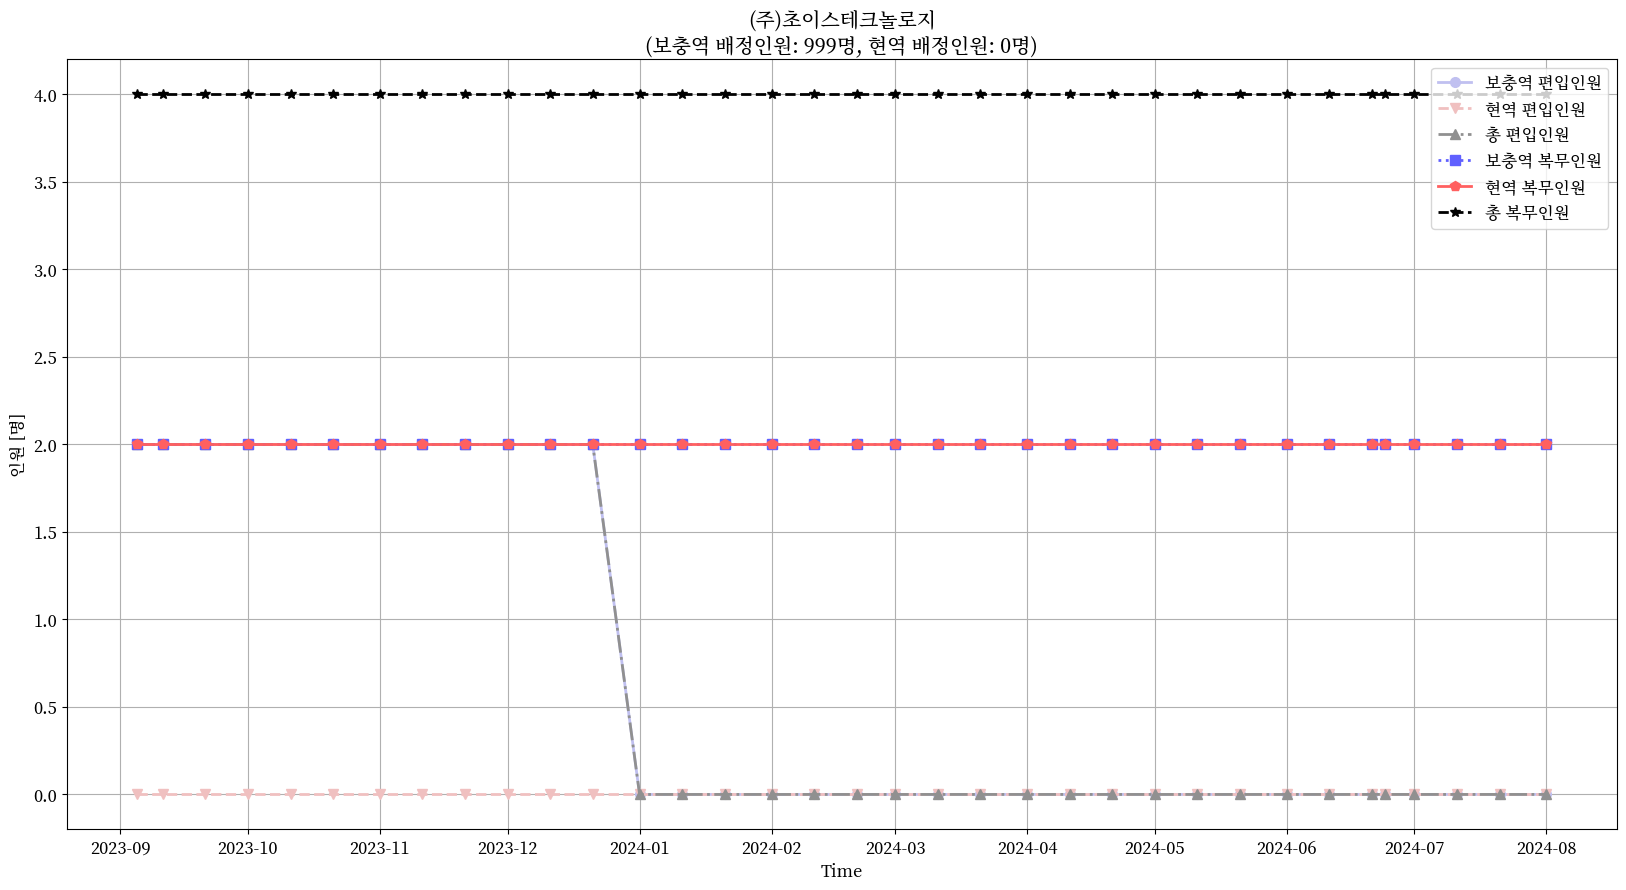 (주)초이스테크놀로지
(보충역 배정인원: 999명, 현역 배정인원: 0명)
보충역 편입인원
현역 편입인원
총 편입인원
보충역 복무인원
현역 복무인원
총 복무인원
인원 [명]
4.0
3.5
3.0
2.5
2.0
1.5
1.0
0.5
0.0
2023-09 2023-10 2023-11 2023-12 2024-01 2024-02 2024-03 2024-04 2024-05 2024-06 2024-07 2024-08
Time